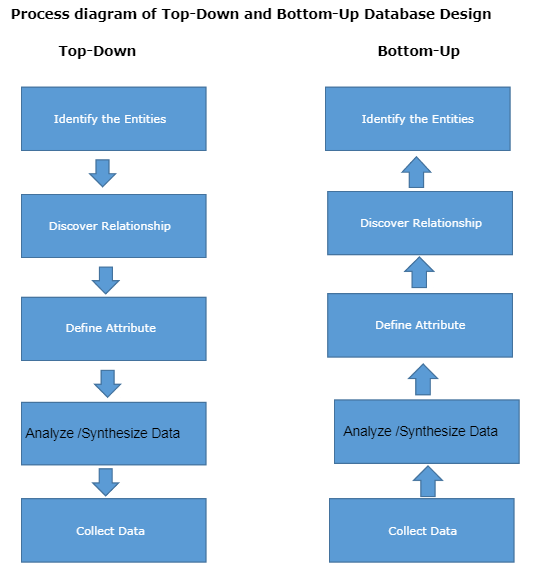 Process diagram of Top-Down and Bottom-Up Database Design
Top-Down
Identify the Entities
Discover Relationship
Define Attribute
Analyze /Synthesize Data
Collect Data
Bottom-Up
Identify the Entities
Discover Relationship
Define Attribute
Analyze /Synthesize Data
Collect Data